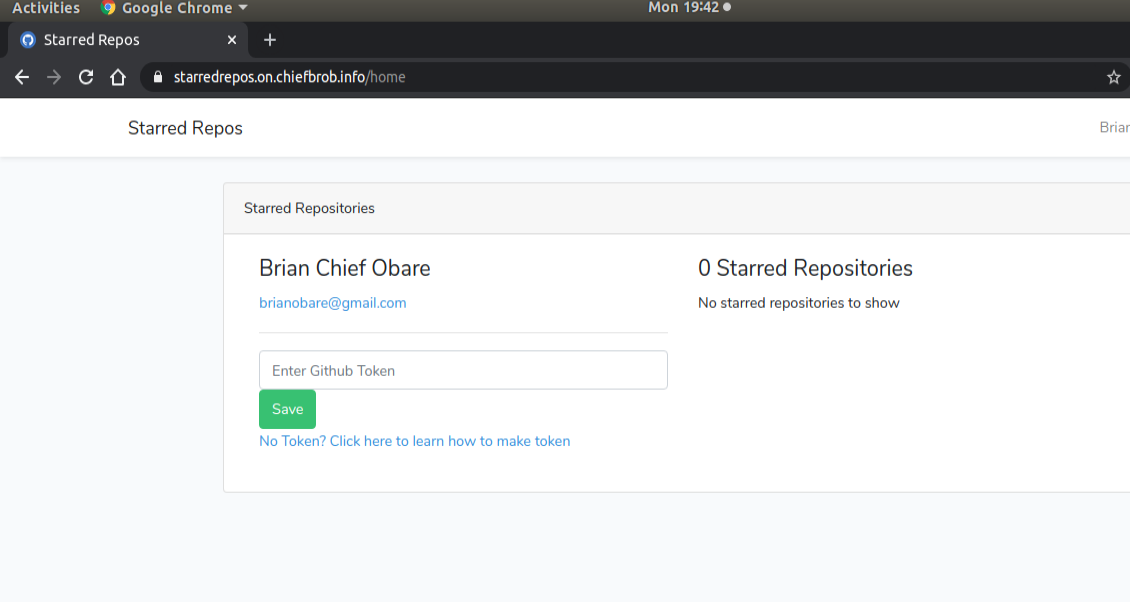 Activities Google Chrome Mon 19:42
Starred Repos
starredrepos.on.chiefbrob.info/home
Starred Repos Brian
Starred Repositories
Brian Chief Obare
brianobare@gmail.com
Enter Github Token
Save
No Token? Click here to learn how to make token
0 Starred Repositories
No starred repositories to show